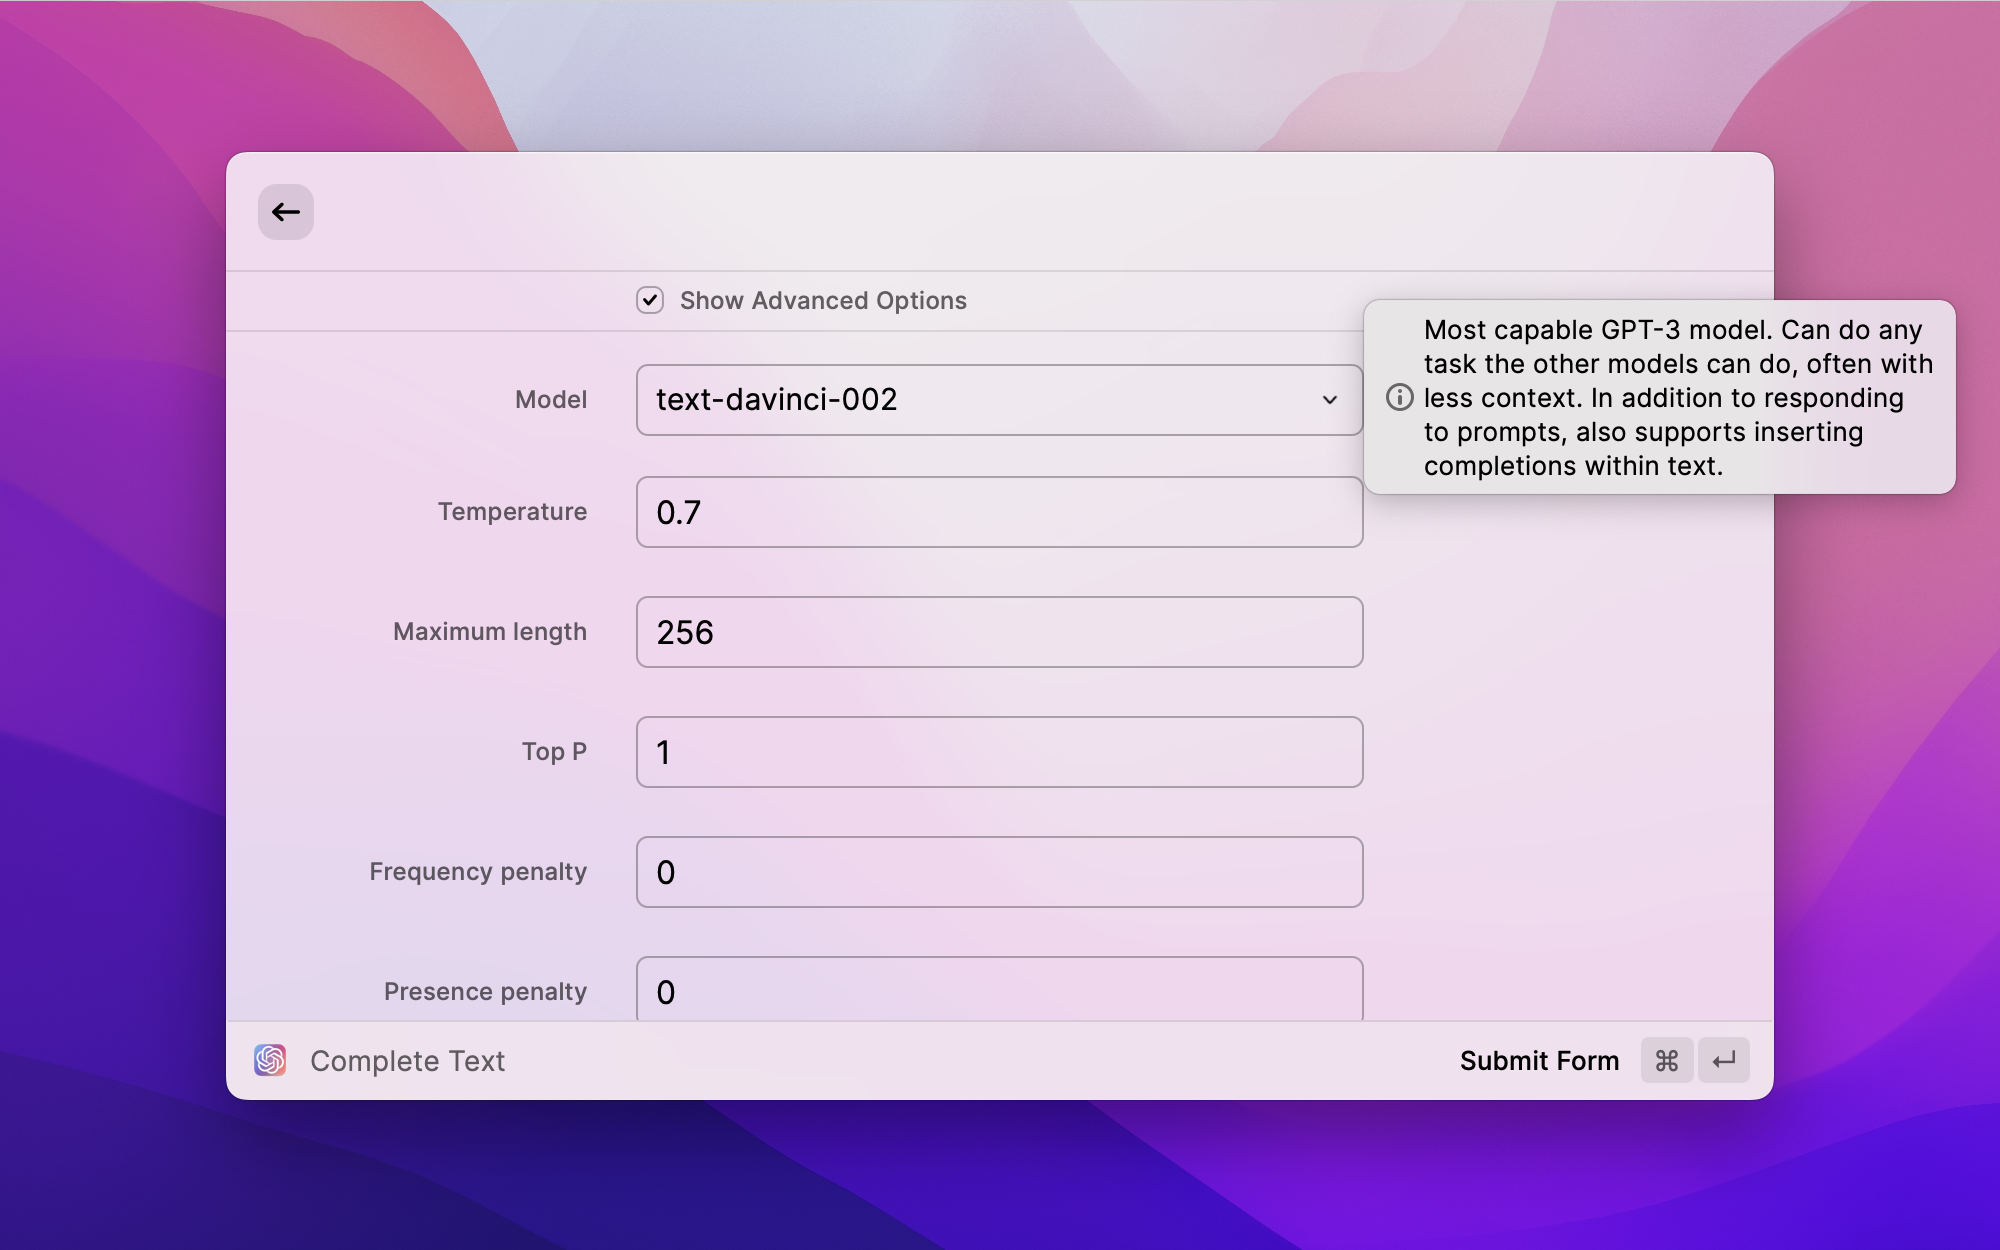 Show Advanced Options
Most capable GPT-3 model. Can do any
task the other models can do, often with
less context. In addition to responding
to prompts, also supports inserting
completions within text.
Model
text-davinci-002
Temperature
0.7
Maximum length
256
Top P
1
Frequency penalty
0
Presence penalty
0
Complete Text
Submit Form ⌘ ↵